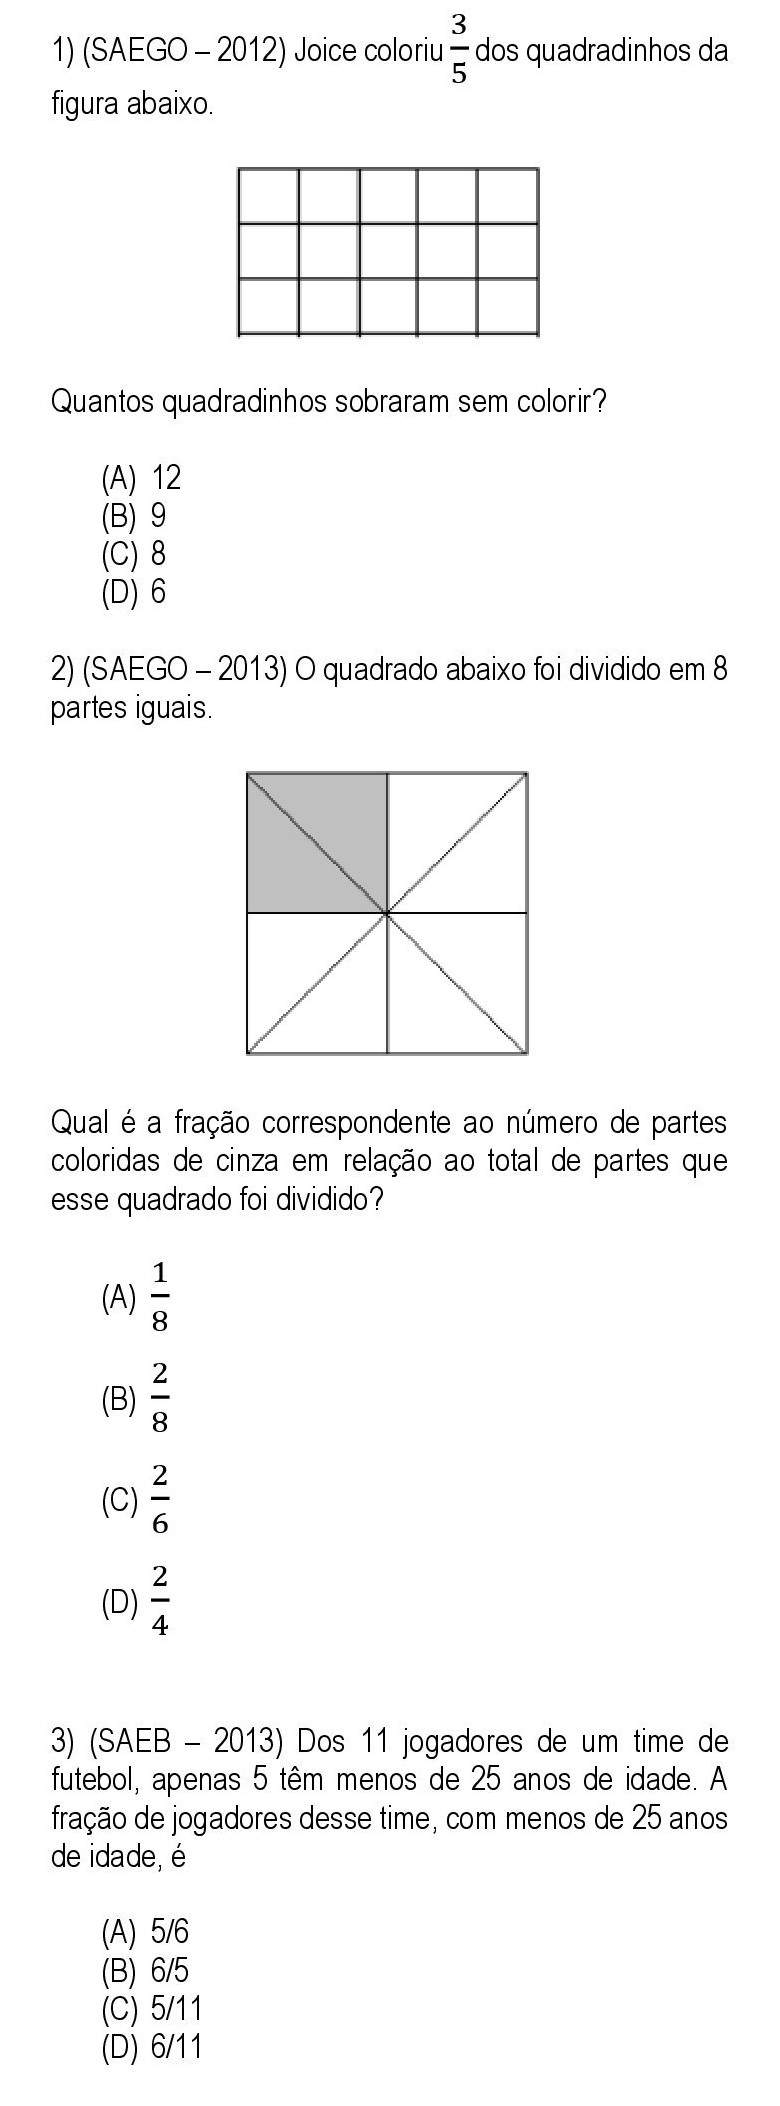 1) (SAEGO – 2012) Joice coloriu 3/5 dos quadradinhos da
figura abaixo.
Quantos quadradinhos sobraram sem colorir?
(A) 12
(B) 9
(C) 8
(D) 6
2) (SAEGO – 2013) O quadrado abaixo foi dividido em 8
partes iguais.
Qual é a fração correspondente ao número de partes
coloridas de cinza em relação ao total de partes que
esse quadrado foi dividido?
(A) 1/8
(B) 2/8
(C) 2/6
(D) 2/4
3) (SAEB – 2013) Dos 11 jogadores de um time de
futebol, apenas 5 têm menos de 25 anos de idade. A
fração de jogadores desse time, com menos de 25 anos
de idade, é
(A) 5/6
(B) 6/5
(C) 5/11
(D) 6/11